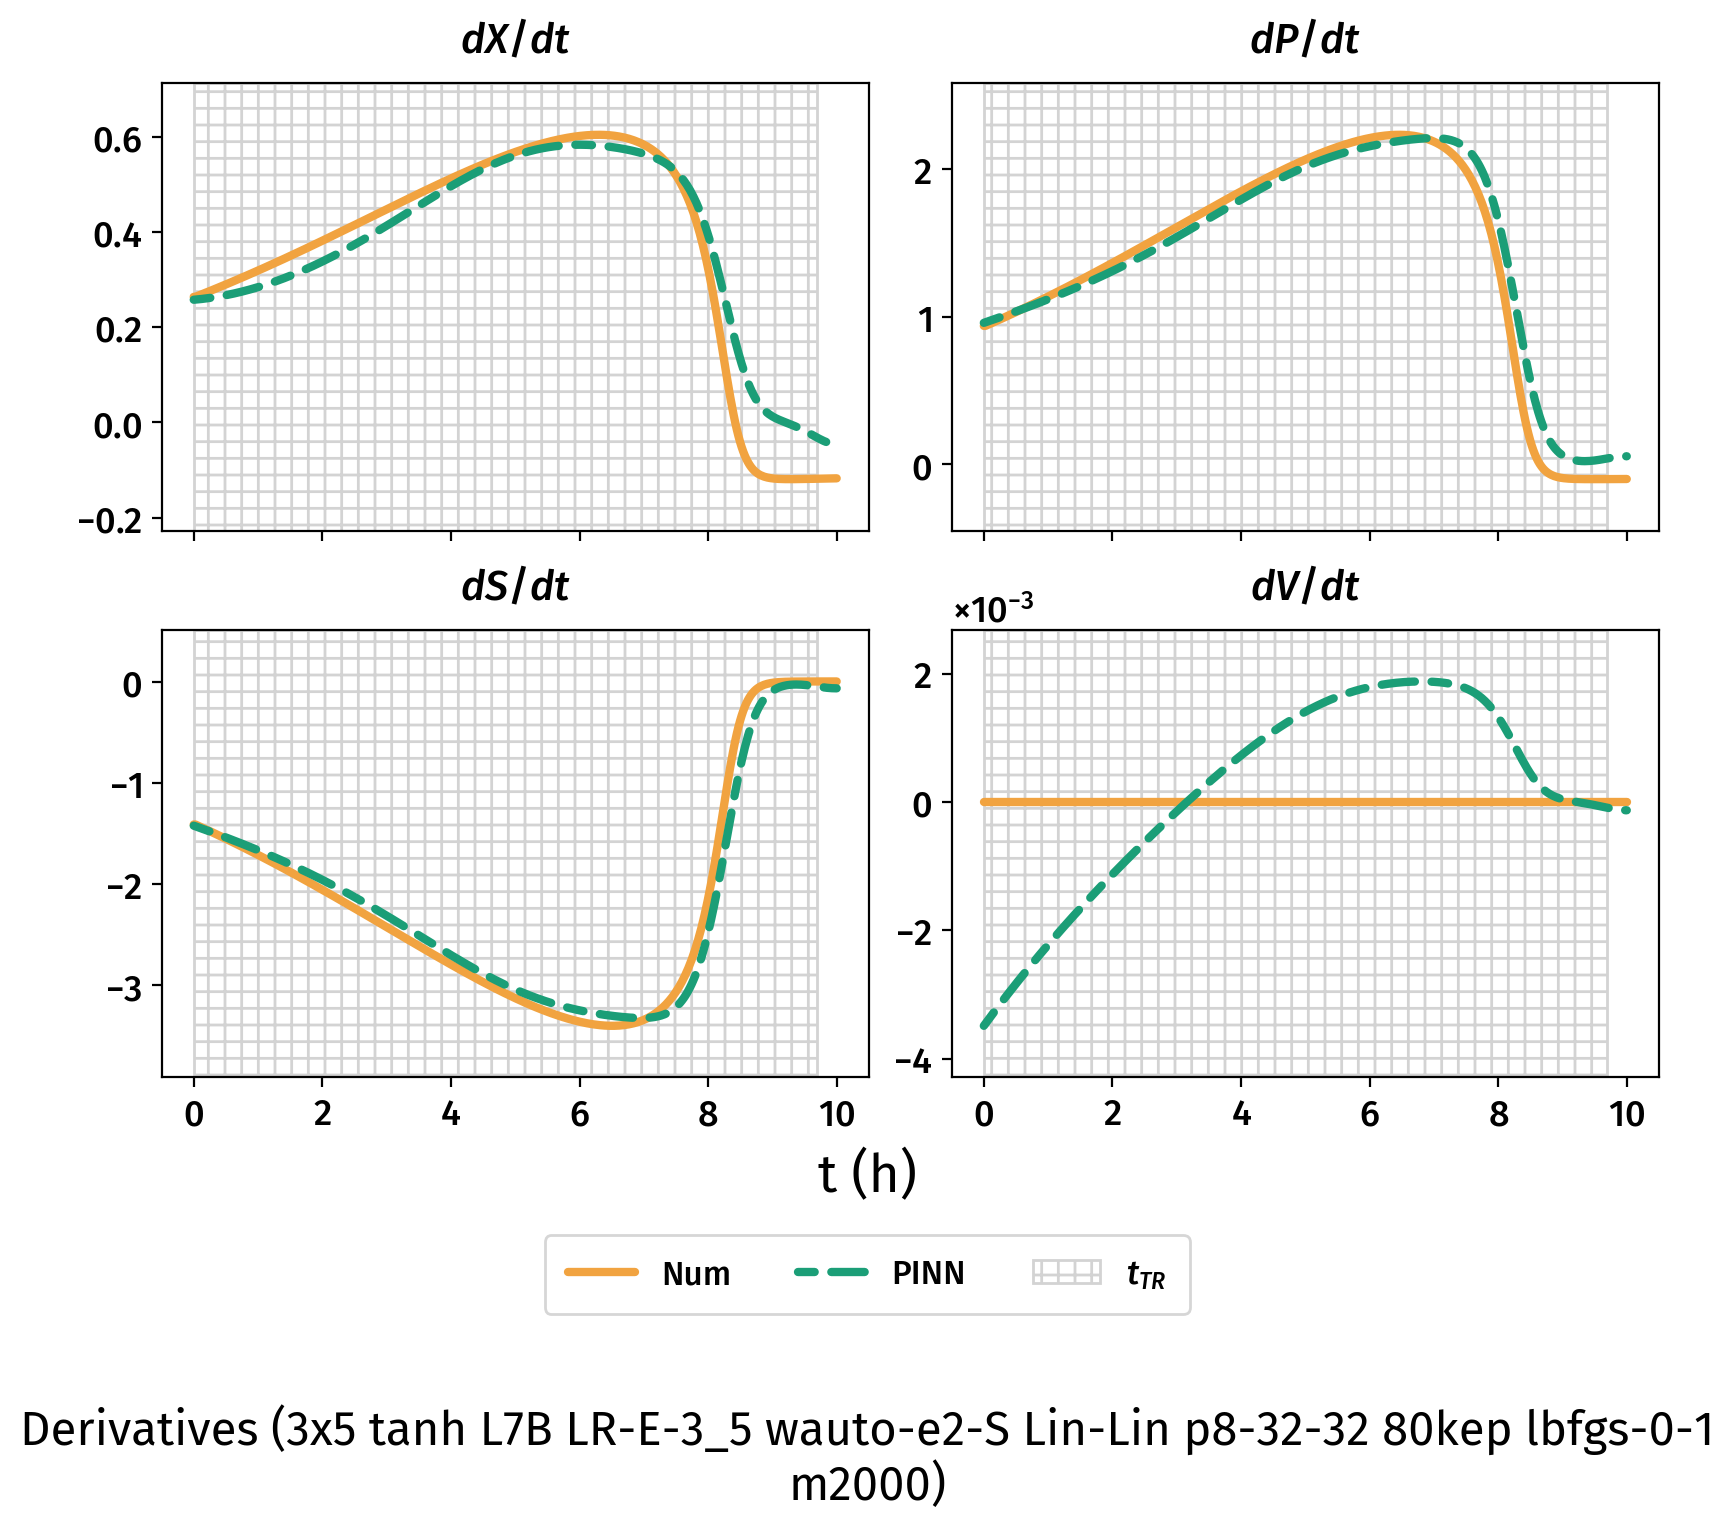 dX/dt
dP/dt
0.6
0.4
0.2
0.0
−0.2
2
1
0
dS/dt
dV/dt
×10⁻³
0
−1
−2
−3
2
0
−2
−4
0 2 4 6 8 10
0 2 4 6 8 10
t (h)
Num PINN t_TR
Derivatives (3x5 tanh L7B LR-E-3_5 wauto-e2-S Lin-Lin p8-32-32 80kep lbfgs-0-1
m2000)